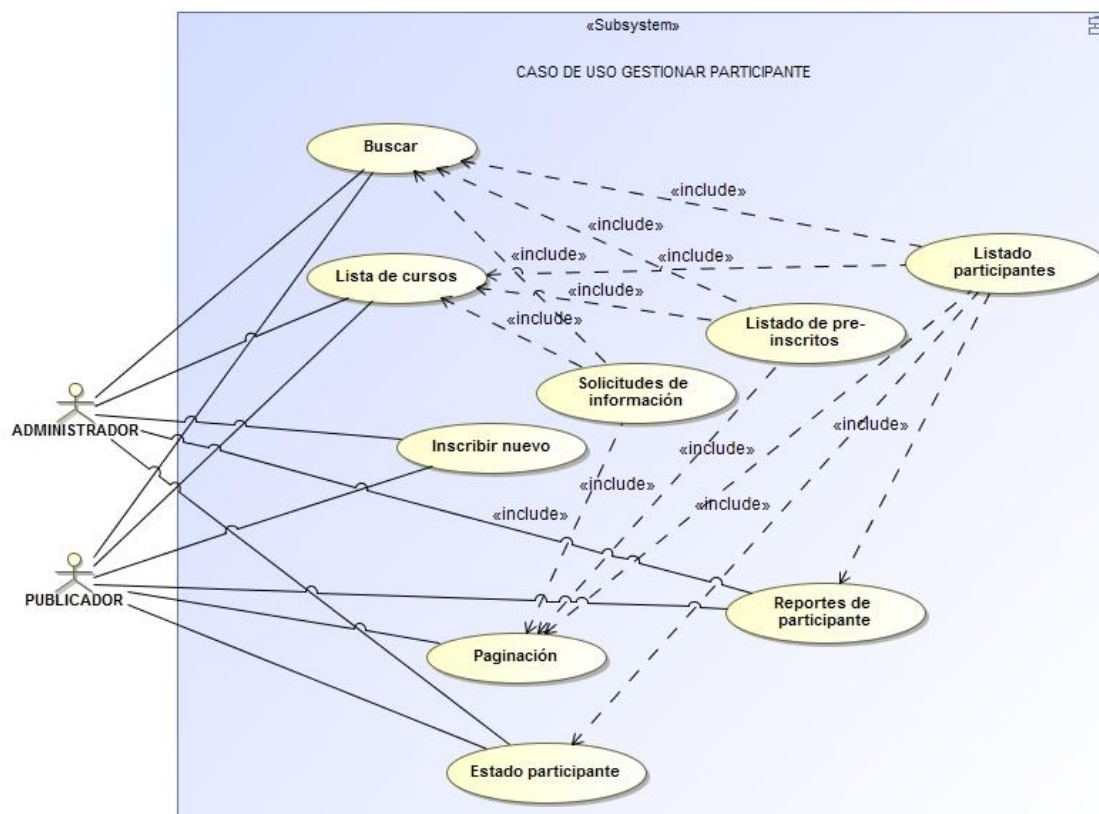 «Subsystem»
CASO DE USO GESTIONAR PARTICIPANTE
Buscar
«include»
«include»
Listado
participantes
Lista de cursos
«include»
«include»
«include»
Listado de pre-
inscritos
Solicitudes de
información
ADMINISTRADOR
Inscribir nuevo
«include»
«include»
«include»
«include»
«include»
PUBLICADOR
Reportes de
participante
Paginación
Estado participante